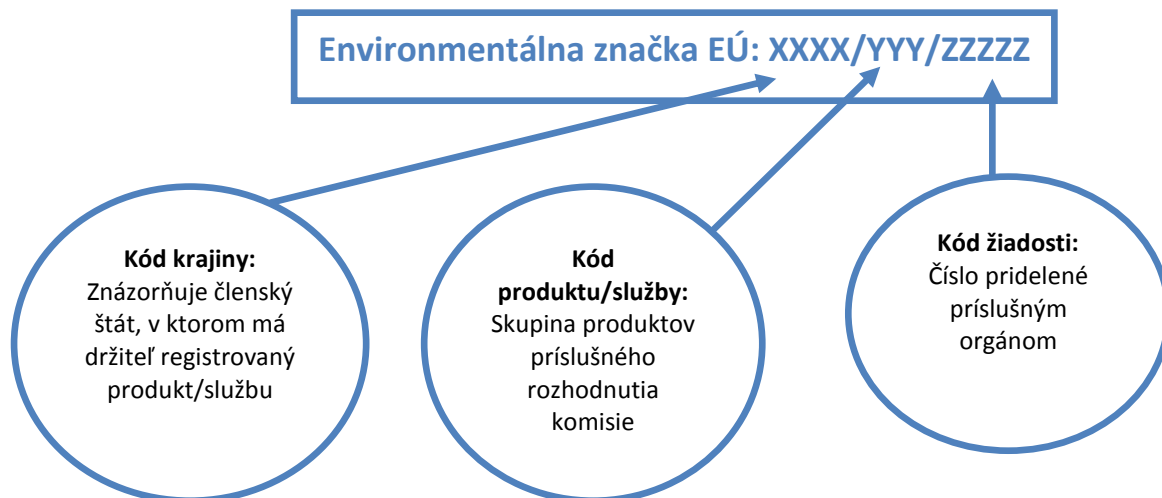 Environmentálna značka EÚ: XXXX/YYY/ZZZZZ
Kód krajiny:
Znázorňuje členský
štát, v ktorom má
držiteľ registrovaný
produkt/službu
Kód
produktu/služby:
Skupina produktov
príslušného
rozhodnutia
komisie
Kód žiadosti:
Číslo pridelené
príslušným
orgánom